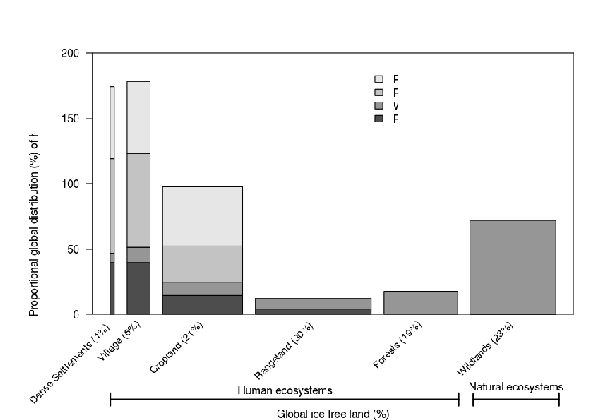 200
150
100
50
0
Proportional global distribution (%) of
Dense Settlements (1%)
Village (6%)
Cropland (21%)
Rangeland (30%)
Forests (19%)
Wildlands (23%)
Human ecosystems
Natural ecosystems
Global ice free land (%)